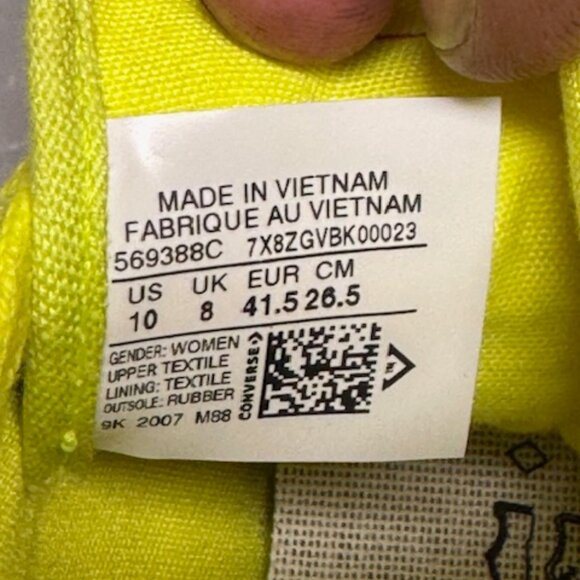 MADE IN VIETNAM
FABRIQUE AU VIETNAM
569388C 7X8ZGVBK00023
US UK EUR CM
10 8 41.5 26.5
GENDER: WOMEN
UPPER TEXTILE
LINING: TEXTILE
OUTSOLE: RUBBER
9K 2007 M88
CONVERSE